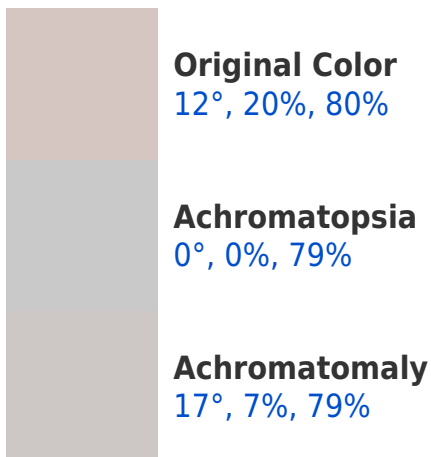 Original Color
12°, 20%, 80%
Achromatopsia
0°, 0%, 79%
Achromatomaly
17°, 7%, 79%